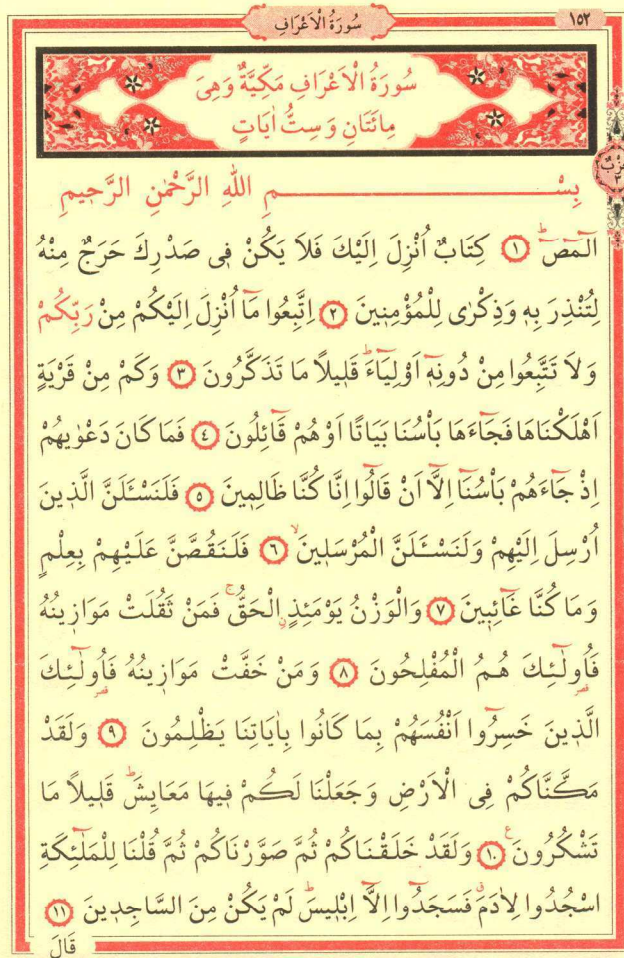 ١٥٢
سُورَةُ الْاَعْرَافِ
سُورَةُ الْاَعْرَافِ مَكِّيَّةٌ وَهِىَ
مِائَتَانِ وَ سِتُّ اٰيَاتٍ
حِزْبٌ ٣
بِسْمِ اللّٰهِ الرَّحْمٰنِ الرَّحٖيمِ
الٓمٓصٓ ۜ ١ كِتَابٌ اُنْزِلَ اِلَيْكَ فَلَا يَكُنْ فٖى صَدْرِكَ حَرَجٌ مِنْهُ
لِتُنْذِرَ بِهٖ وَذِكْرٰى لِلْمُؤْمِنٖينَ ٢ اِتَّبِعُوا مَٓا اُنْزِلَ اِلَيْكُمْ مِنْ رَبِّكُمْ
وَلَا تَتَّبِعُوا مِنْ دُونِهٖٓ اَوْلِيَٓاءَ ط قَلٖيلًا مَا تَذَكَّرُونَ ٣ وَكَمْ مِنْ قَرْيَةٍ
اَهْلَكْنَاهَا فَجَٓاءَهَا بَأْسُنَا بَيَاتًا اَوْ هُمْ قَٓائِلُونَ ٤ فَمَا كَانَ دَعْوٰيهُمْ
اِذْ جَٓاءَهُمْ بَأْسُنَٓا اِلَّٓا اَنْ قَالُٓوا اِنَّا كُنَّا ظَالِمٖينَ ٥ فَلَنَسْـَٔلَنَّ الَّذٖينَ
اُرْسِلَ اِلَيْهِمْ وَلَنَسْـَٔلَنَّ الْمُرْسَلٖينَ لا ٦ فَلَنَقُصَّنَّ عَلَيْهِمْ بِعِلْمٍ
وَمَا كُنَّا غَٓائِبٖينَ ٧ وَالْوَزْنُ يَوْمَئِذٍ الْحَقُّ ج فَمَنْ ثَقُلَتْ مَوَازٖينُهُ
فَاُولٰٓئِكَ هُمُ الْمُفْلِحُونَ ٨ وَمَنْ خَفَّتْ مَوَازٖينُهُ فَاُولٰٓئِكَ
الَّذٖينَ خَسِرُٓوا اَنْفُسَهُمْ بِمَا كَانُوا بِاٰيَاتِنَا يَظْلِمُونَ ٩ وَلَقَدْ
مَكَّنَّاكُمْ فِى الْاَرْضِ وَجَعَلْنَا لَكُمْ فٖيهَا مَعَايِشَ ط قَلٖيلًا مَا
تَشْكُرُونَ ع ١٠ وَلَقَدْ خَلَقْنَاكُمْ ثُمَّ صَوَّرْنَاكُمْ ثُمَّ قُلْنَا لِلْمَلٰٓئِكَةِ
اسْجُدُوا لِاٰدَمَ ق فَسَجَدُٓوا اِلَّٓا اِبْلٖيسَ ط لَمْ يَكُنْ مِنَ السَّاجِدٖينَ ١١
قَالَ